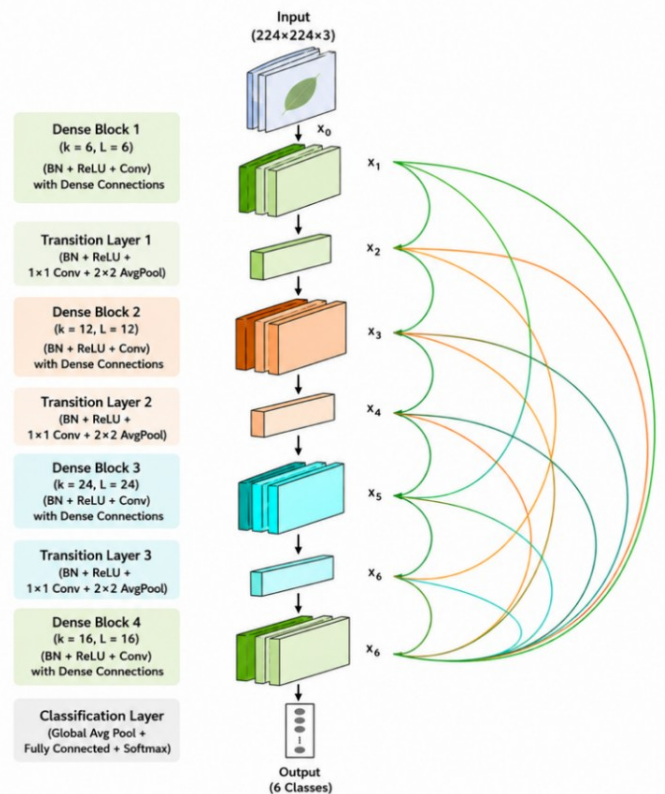 Input
(224×224×3)
x₀
Dense Block 1
(k = 6, L = 6)
(BN + ReLU + Conv)
with Dense Connections
x₁
Transition Layer 1
(BN + ReLU +
1×1 Conv + 2×2 AvgPool)
x₂
Dense Block 2
(k = 12, L = 12)
(BN + ReLU + Conv)
with Dense Connections
x₃
Transition Layer 2
(BN + ReLU +
1×1 Conv + 2×2 AvgPool)
x₄
Dense Block 3
(k = 24, L = 24)
(BN + ReLU + Conv)
with Dense Connections
x₅
Transition Layer 3
(BN + ReLU +
1×1 Conv + 2×2 AvgPool)
x₆
Dense Block 4
(k = 16, L = 16)
(BN + ReLU + Conv)
with Dense Connections
x₆
Classification Layer
(Global Avg Pool +
Fully Connected + Softmax)
Output
(6 Classes)